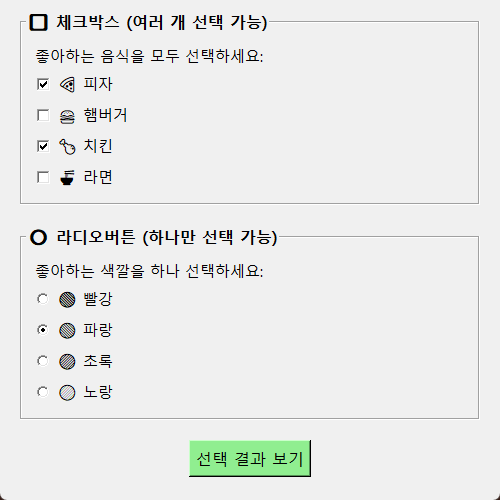 체크박스 (여러 개 선택 가능)
좋아하는 음식을 모두 선택하세요:
피자
햄버거
치킨
라면
라디오버튼 (하나만 선택 가능)
좋아하는 색깔을 하나 선택하세요:
빨강
파랑
초록
노랑
선택 결과 보기